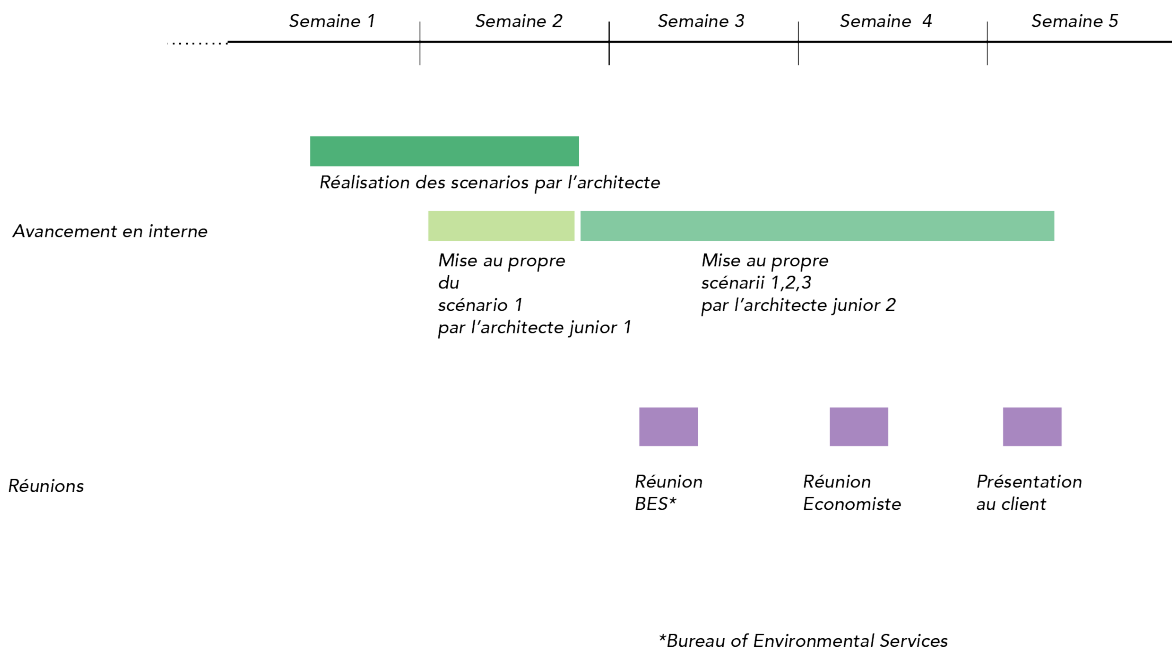 Semaine 1
Semaine 2
Semaine 3
Semaine 4
Semaine 5
Réalisation des scenarios par l'architecte
Avancement en interne
Mise au propre
du
scénario 1
par l'architecte junior 1
Mise au propre
scénarii 1,2,3
par l'architecte junior 2
Réunions
Réunion
BES*
Réunion
Economiste
Présentation
au client
*Bureau of Environmental Services